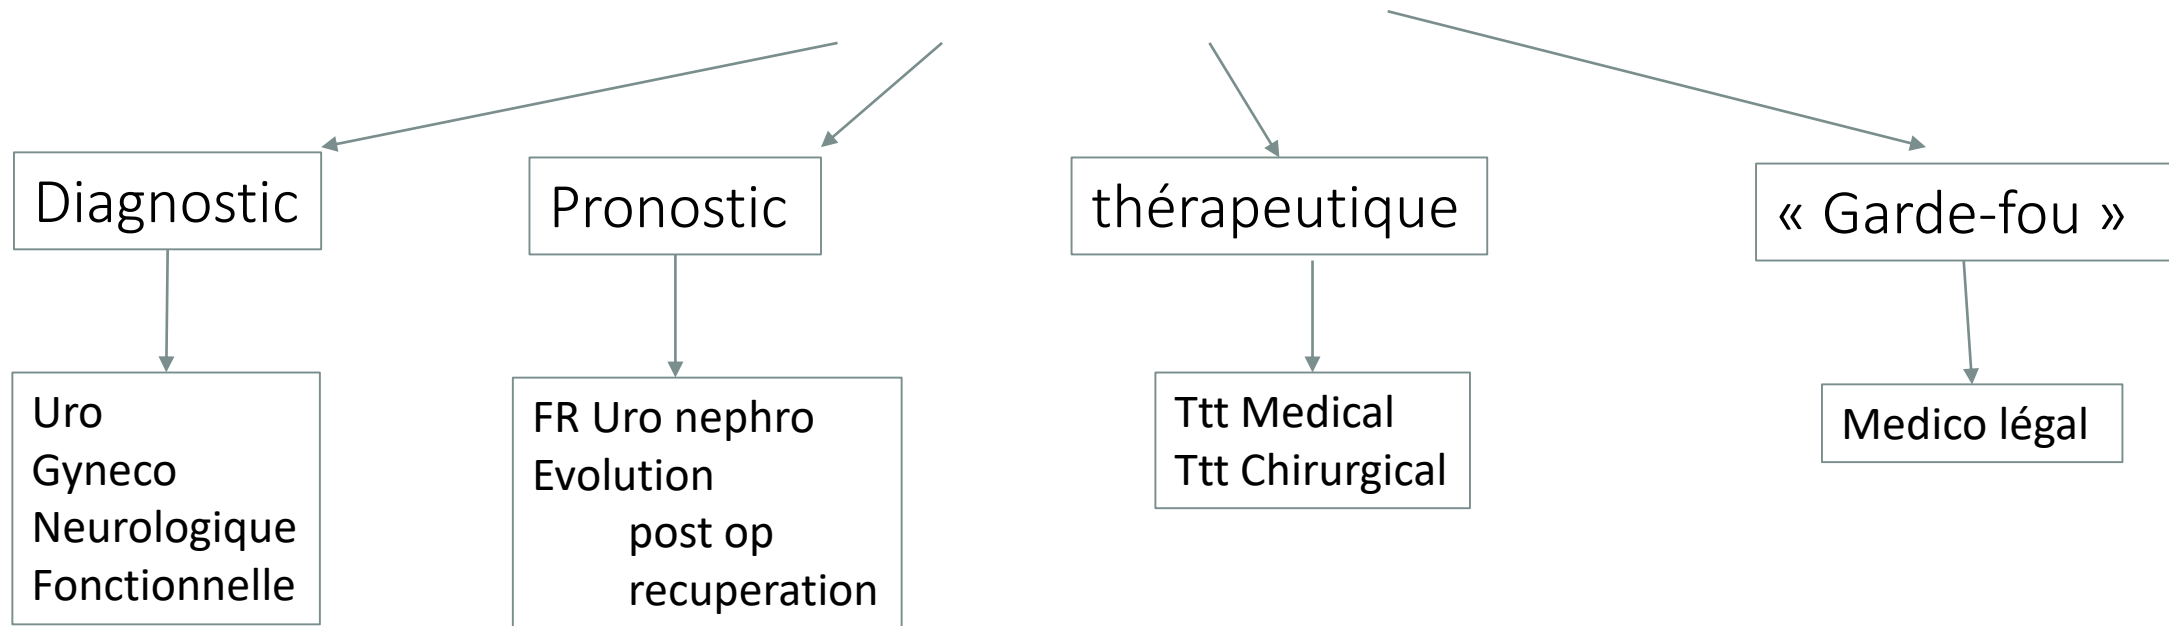 Diagnostic
Pronostic
thérapeutique
« Garde-fou »
Uro
Gyneco
Neurologique
Fonctionnelle
FR Uro nephro
Evolution
post op
recuperation
Ttt Medical
Ttt Chirurgical
Medico légal